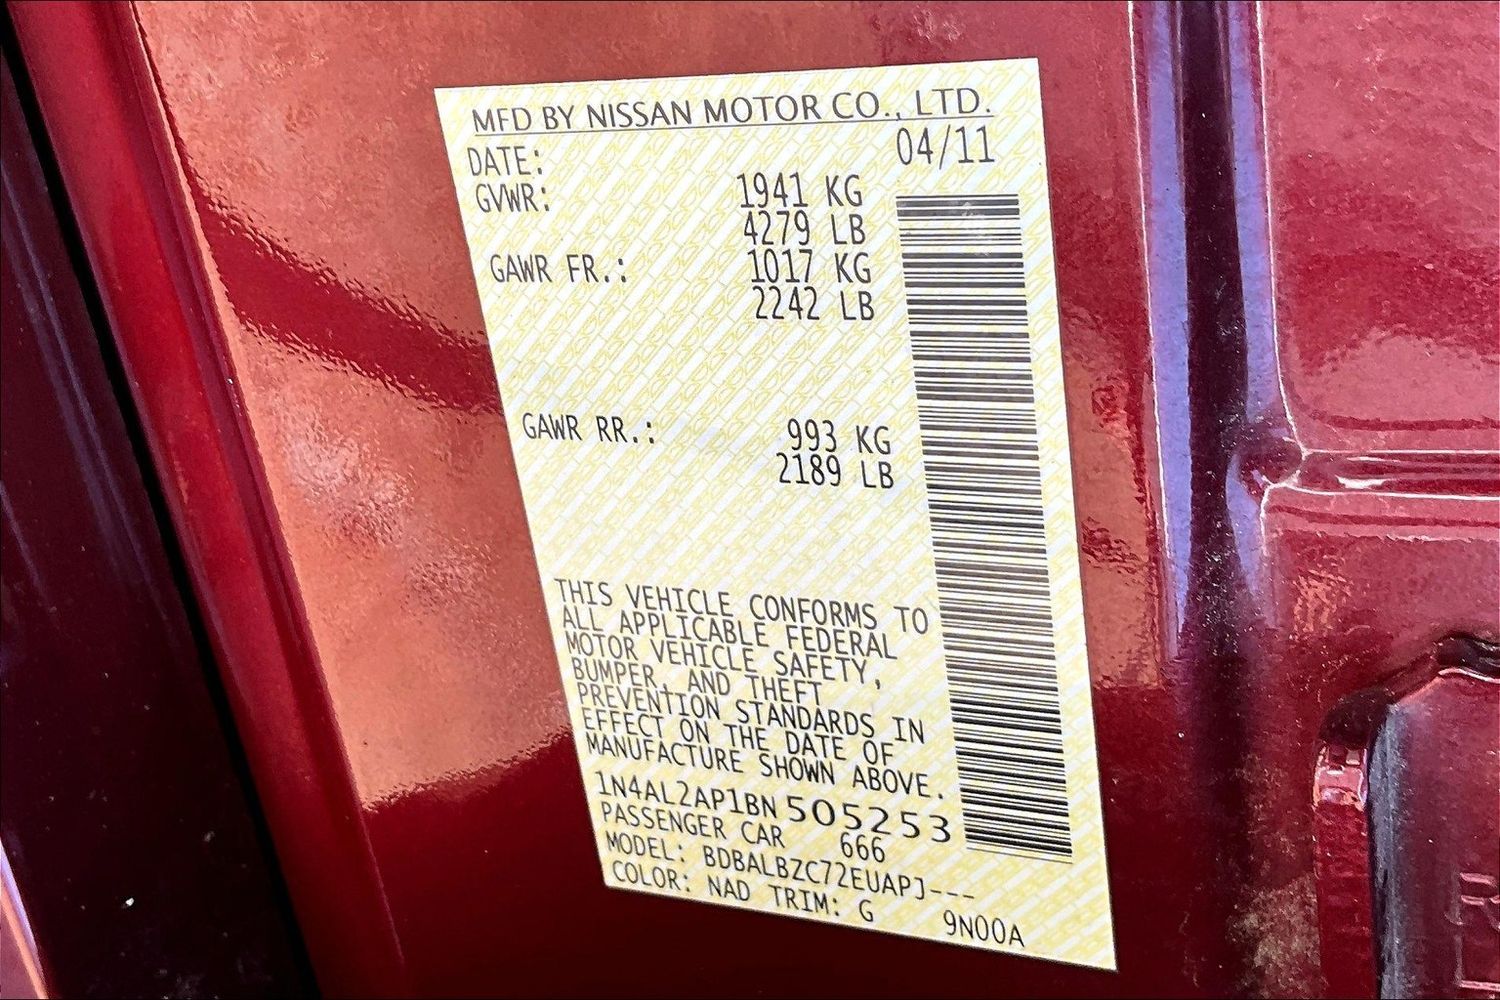 MFD BY NISSAN MOTOR CO., LTD.
DATE: 04/11
GVWR: 1941 KG
4279 LB
GAWR FR.: 1017 KG
2242 LB
GAWR RR.: 993 KG
2189 LB
THIS VEHICLE CONFORMS TO
ALL APPLICABLE FEDERAL
MOTOR VEHICLE SAFETY,
BUMPER, AND THEFT
PREVENTION STANDARDS IN
EFFECT ON THE DATE OF
MANUFACTURE SHOWN ABOVE.
1N4AL2AP1BN505253
PASSENGER CAR 666
MODEL: BDBALBZC72EUAPJ---
COLOR: NAD TRIM: G 9N00A